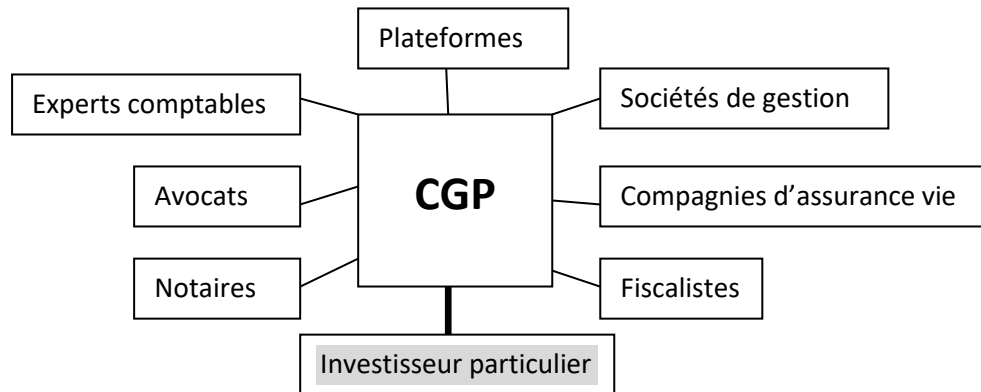 Plateformes
Experts comptables
Sociétés de gestion
Avocats
CGP
Compagnies d’assurance vie
Notaires
Fiscalistes
Investisseur particulier